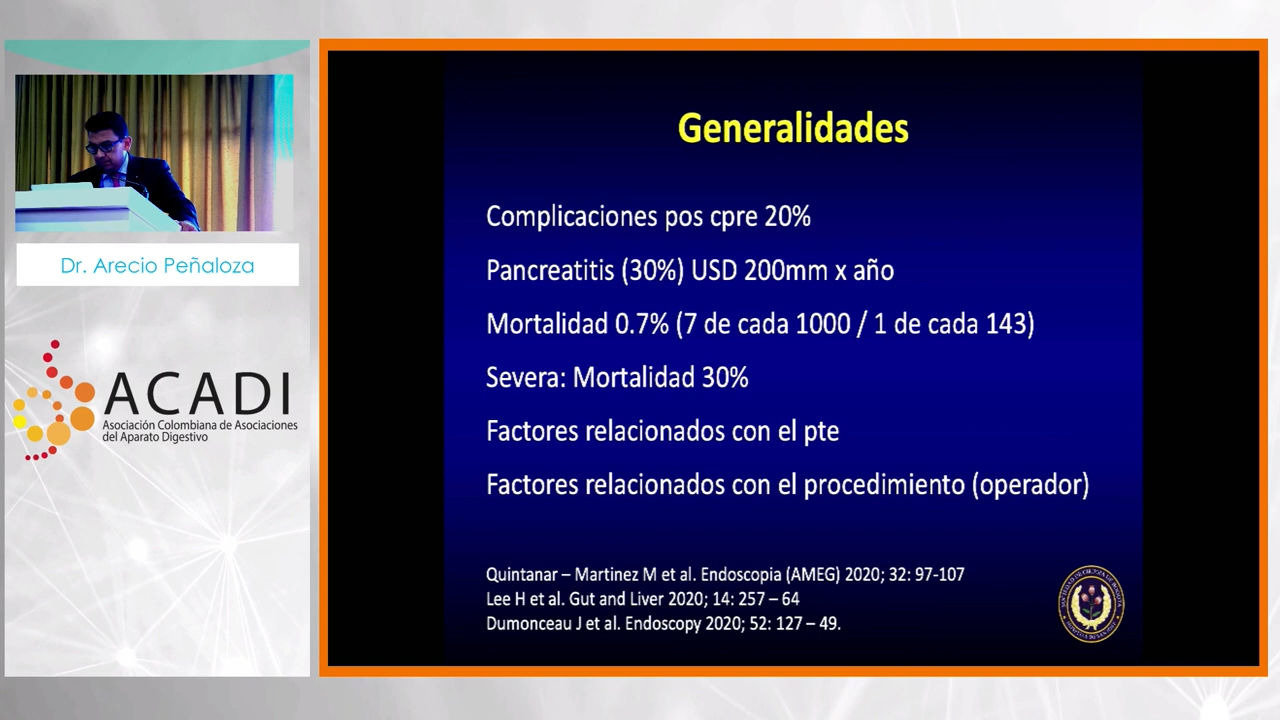 Dr. Arecio Peñaloza
ACADI
Asociación Colombiana de Asociaciones
del Aparato Digestivo
Generalidades
Complicaciones pos cpre 20%
Pancreatitis (30%) USD 200mm x año
Mortalidad 0.7% (7 de cada 1000 / 1 de cada 143)
Severa: Mortalidad 30%
Factores relacionados con el pte
Factores relacionados con el procedimiento (operador)
Quintanar – Martinez M et al. Endoscopia (AMEG) 2020; 32: 97-107
Lee H et al. Gut and Liver 2020; 14: 257 – 64
Dumonceau J et al. Endoscopy 2020; 52: 127 – 49.